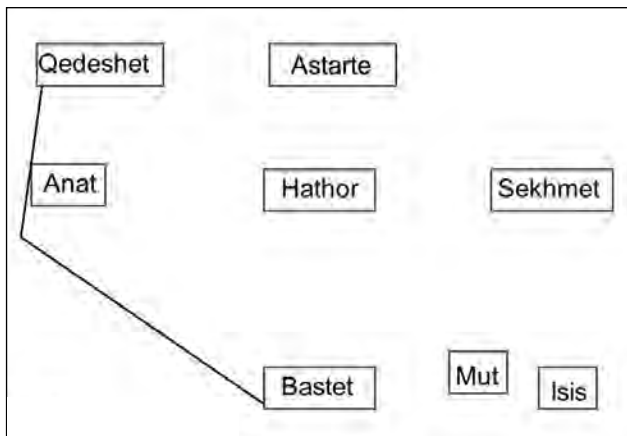 Qedeshet
Astarte
Anat
Hathor
Sekhmet
Bastet
Mut
Isis